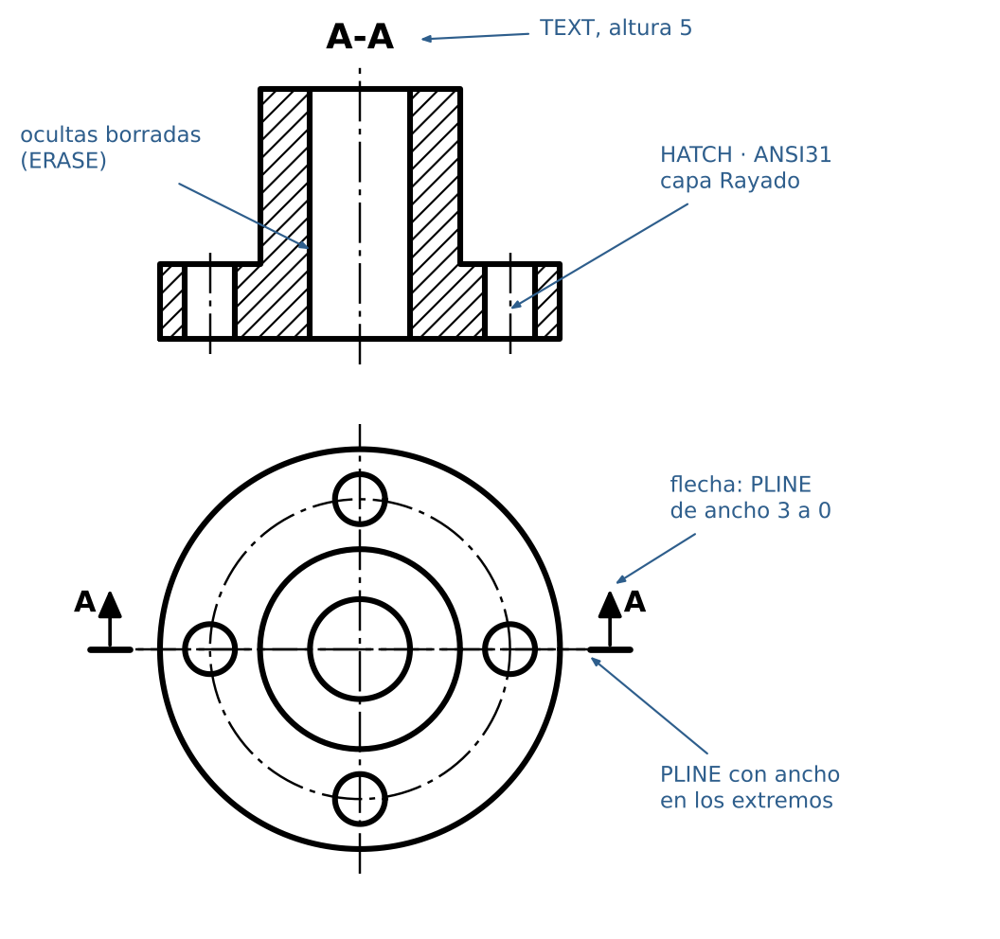 A-A
TEXT, altura 5
ocultas borradas
(ERASE)
HATCH · ANSI31
capa Rayado
flecha: PLINE
de ancho 3 a 0
A
A
PLINE con ancho
en los extremos